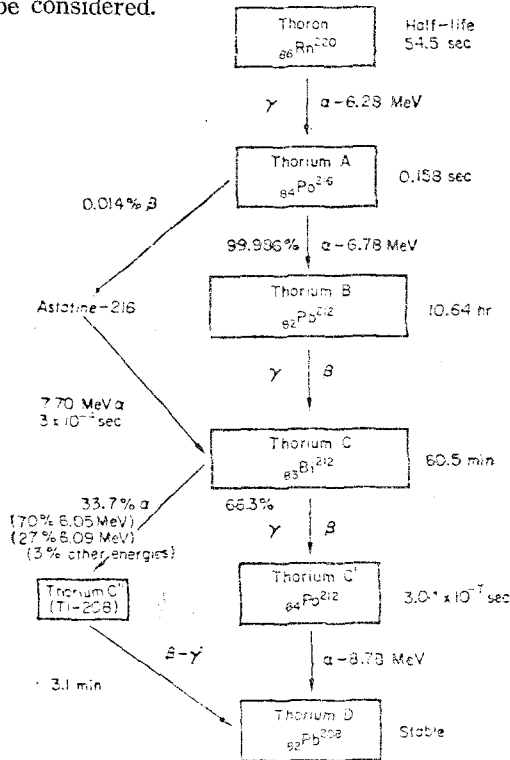 be considered.
Thoron
86Rn220
Half-life
54.5 sec
γ α-6.28 MeV
Thorium A
84Po216
0.158 sec
0.014% β
99.986% α-6.78 MeV
Astatine-216
Thorium B
82Pb212
10.64 hr
γ β
7.70 MeV α
3 x 10 sec
Thorium C
83Bi212
60.5 min
33.7% α
(70% 6.05 MeV)
(27% 6.09 MeV)
(3% other energies)
66.3%
γ β
Thorium C"
(Tl-208)
Thorium C'
84Po212
3.04 x 10-7 sec
β-γ
α-8.78 MeV
3.1 min
Thorium D
82Pb208
Stable